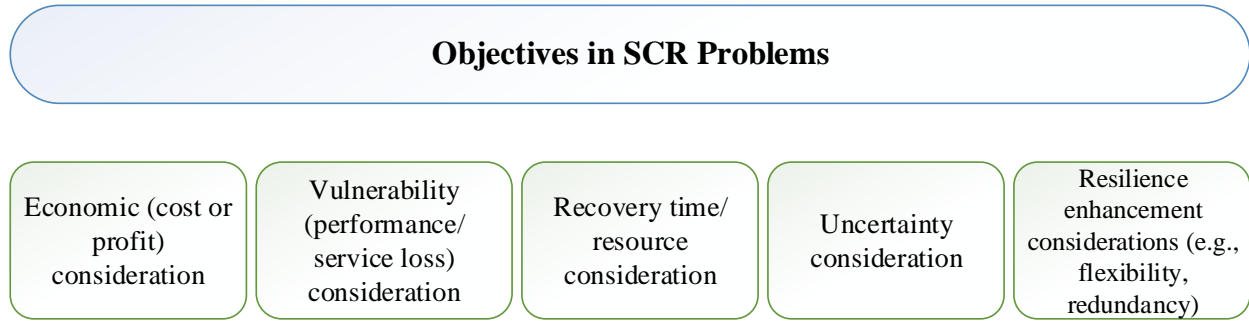 Objectives in SCR Problems
Economic (cost or
profit)
consideration
Vulnerability
(performance/
service loss)
consideration
Recovery time/
resource
consideration
Uncertainty
consideration
Resilience
enhancement
considerations (e.g.,
flexibility,
redundancy)